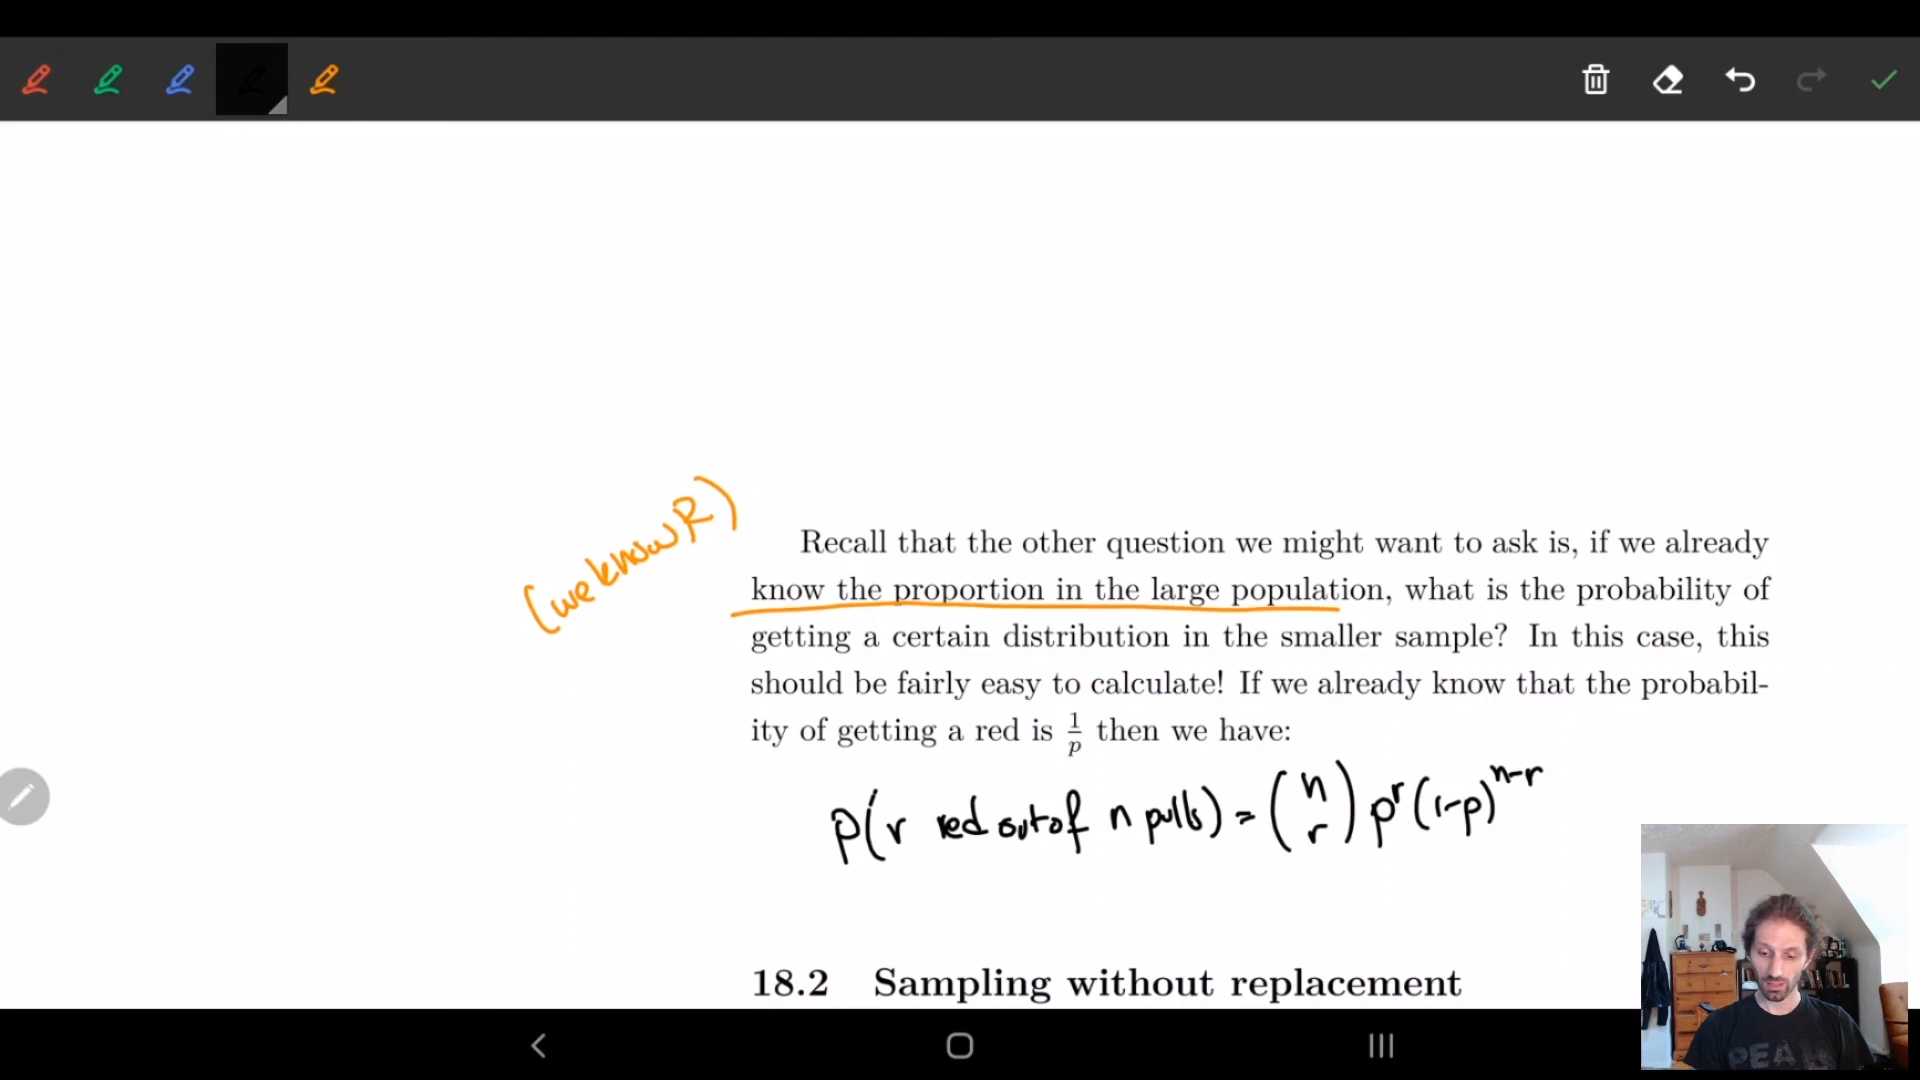 (we know R)
Recall that the other question we might want to ask is, if we already
know the proportion in the large population, what is the probability of
getting a certain distribution in the smaller sample? In this case, this
should be fairly easy to calculate! If we already know that the probabil-
ity of getting a red is 1/p then we have:
P(r red out of n pulls) = (n r) p^r (1-p)^n-r
18.2 Sampling without replacement
PEA